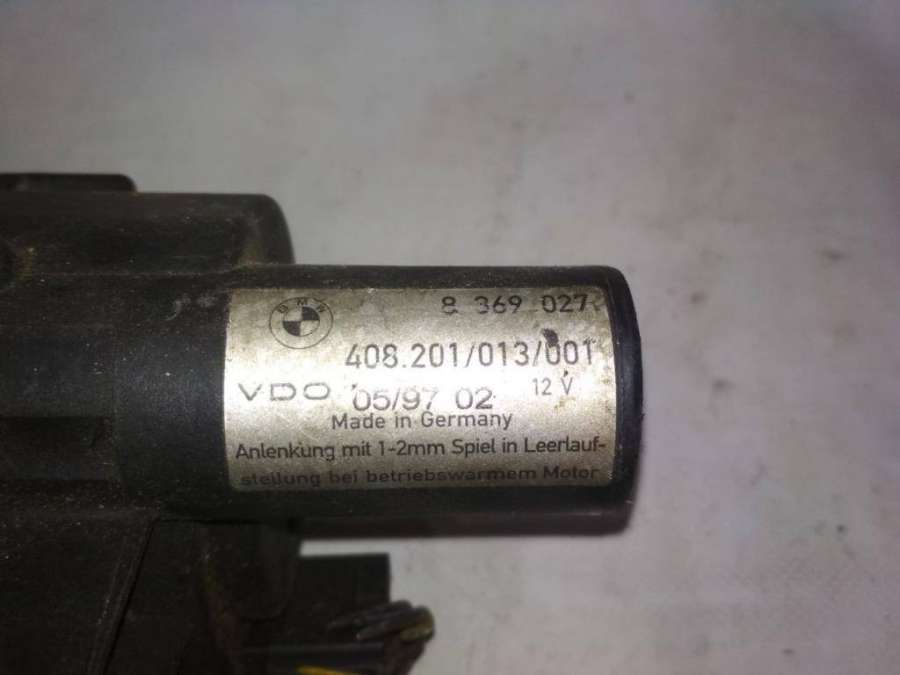 BMW
8 369 027
408.201/013/001
VDO 05/97 02 12 V
Made in Germany
Anlenkung mit 1-2mm Spiel in Leerlauf-
stellung bei betriebswarmem Motor